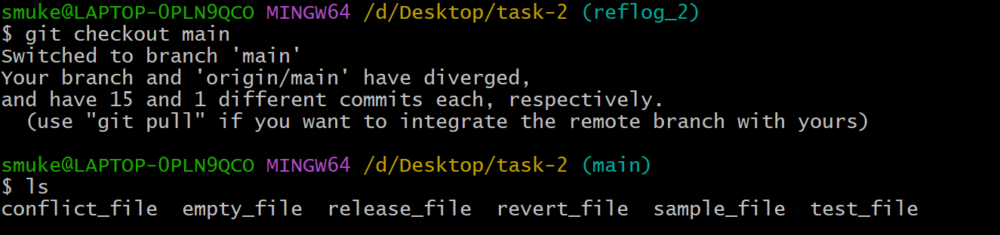 smuke@LAPTOP-0PLN9QCO MINGW64 /d/Desktop/task-2 (reflog_2)
$ git checkout main
Switched to branch 'main'
Your branch and 'origin/main' have diverged,
and have 15 and 1 different commits each, respectively.
  (use "git pull" if you want to integrate the remote branch with yours)

smuke@LAPTOP-0PLN9QCO MINGW64 /d/Desktop/task-2 (main)
$ ls
conflict_file  empty_file  release_file  revert_file  sample_file  test_file